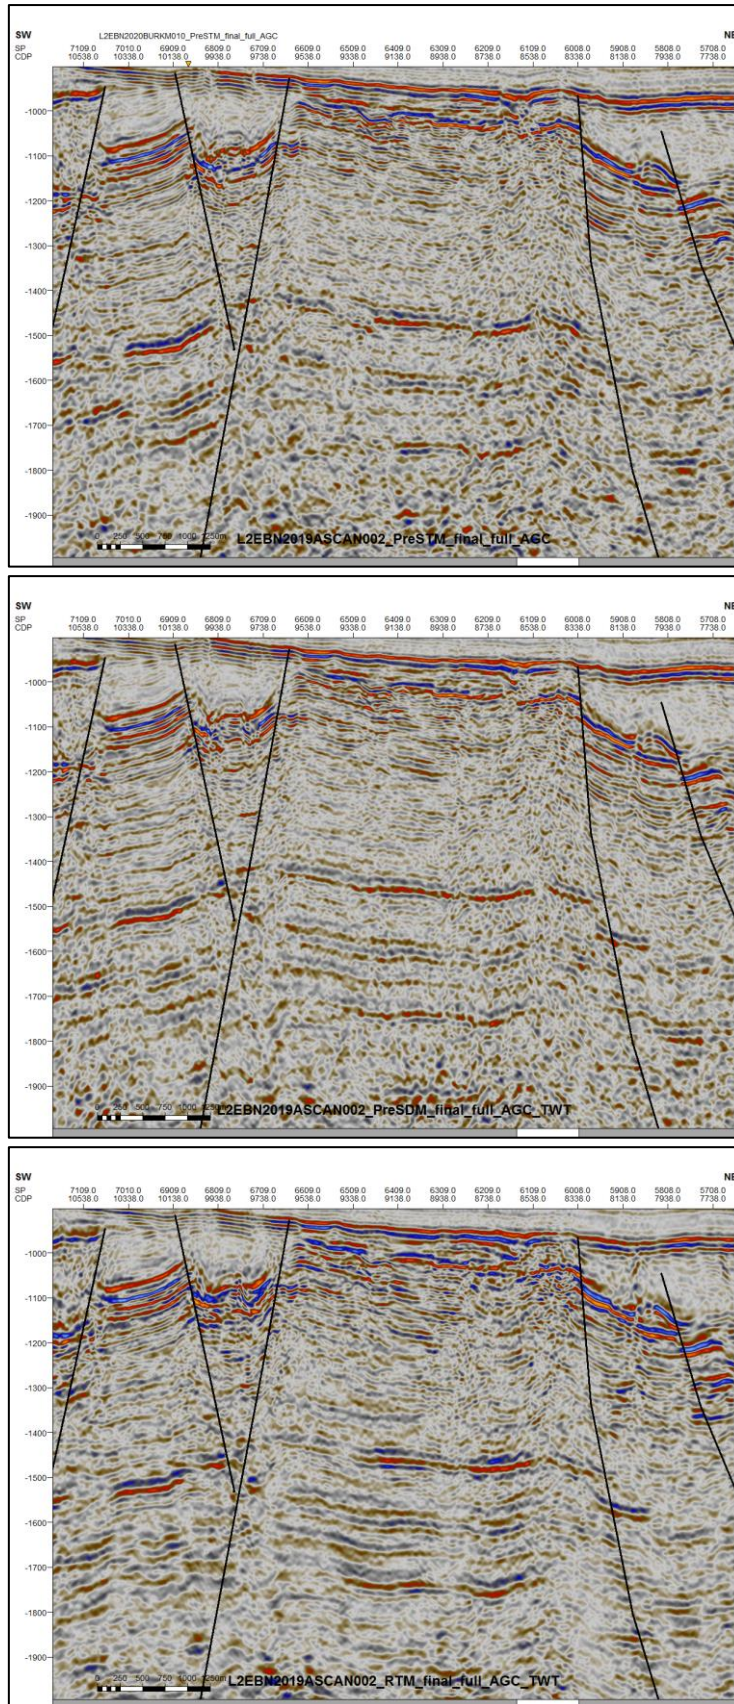 L2EBN2020BURKM010_PreSTM_final_full_AGC
SW NE
SP 7109.0 7010.0 6909.0 6809.0 6709.0 6609.0 6509.0 6409.0 6309.0 6209.0 6109.0 6008.0 5908.0 5808.0 5708.0
CDP 10538.0 10338.0 10138.0 9938.0 9738.0 9538.0 9338.0 9138.0 8938.0 8738.0 8538.0 8338.0 8138.0 7938.0 7738.0
-1000
-1100
-1200
-1300
-1400
-1500
-1600
-1700
-1800
-1900
0 250 500 750 1000 1250m
L2EBN2019ASCAN002_PreSTM_final_full_AGC
SW NE
SP 7109.0 7010.0 6909.0 6809.0 6709.0 6609.0 6509.0 6409.0 6309.0 6209.0 6109.0 6008.0 5908.0 5808.0 5708.0
CDP 10538.0 10338.0 10138.0 9938.0 9738.0 9538.0 9338.0 9138.0 8938.0 8738.0 8538.0 8338.0 8138.0 7938.0 7738.0
-1000
-1100
-1200
-1300
-1400
-1500
-1600
-1700
-1800
-1900
0 250 500 750 1000 1250m
L2EBN2019ASCAN002_PreSDM_final_full_AGC_TWT
SW NE
SP 7109.0 7010.0 6909.0 6809.0 6709.0 6609.0 6509.0 6409.0 6309.0 6209.0 6109.0 6008.0 5908.0 5808.0 5708.0
CDP 10538.0 10338.0 10138.0 9938.0 9738.0 9538.0 9338.0 9138.0 8938.0 8738.0 8538.0 8338.0 8138.0 7938.0 7738.0
-1000
-1100
-1200
-1300
-1400
-1500
-1600
-1700
-1800
-1900
0 250 500 750 1000 1250m
L2EBN2019ASCAN002_RTM_final_full_AGC_TWT